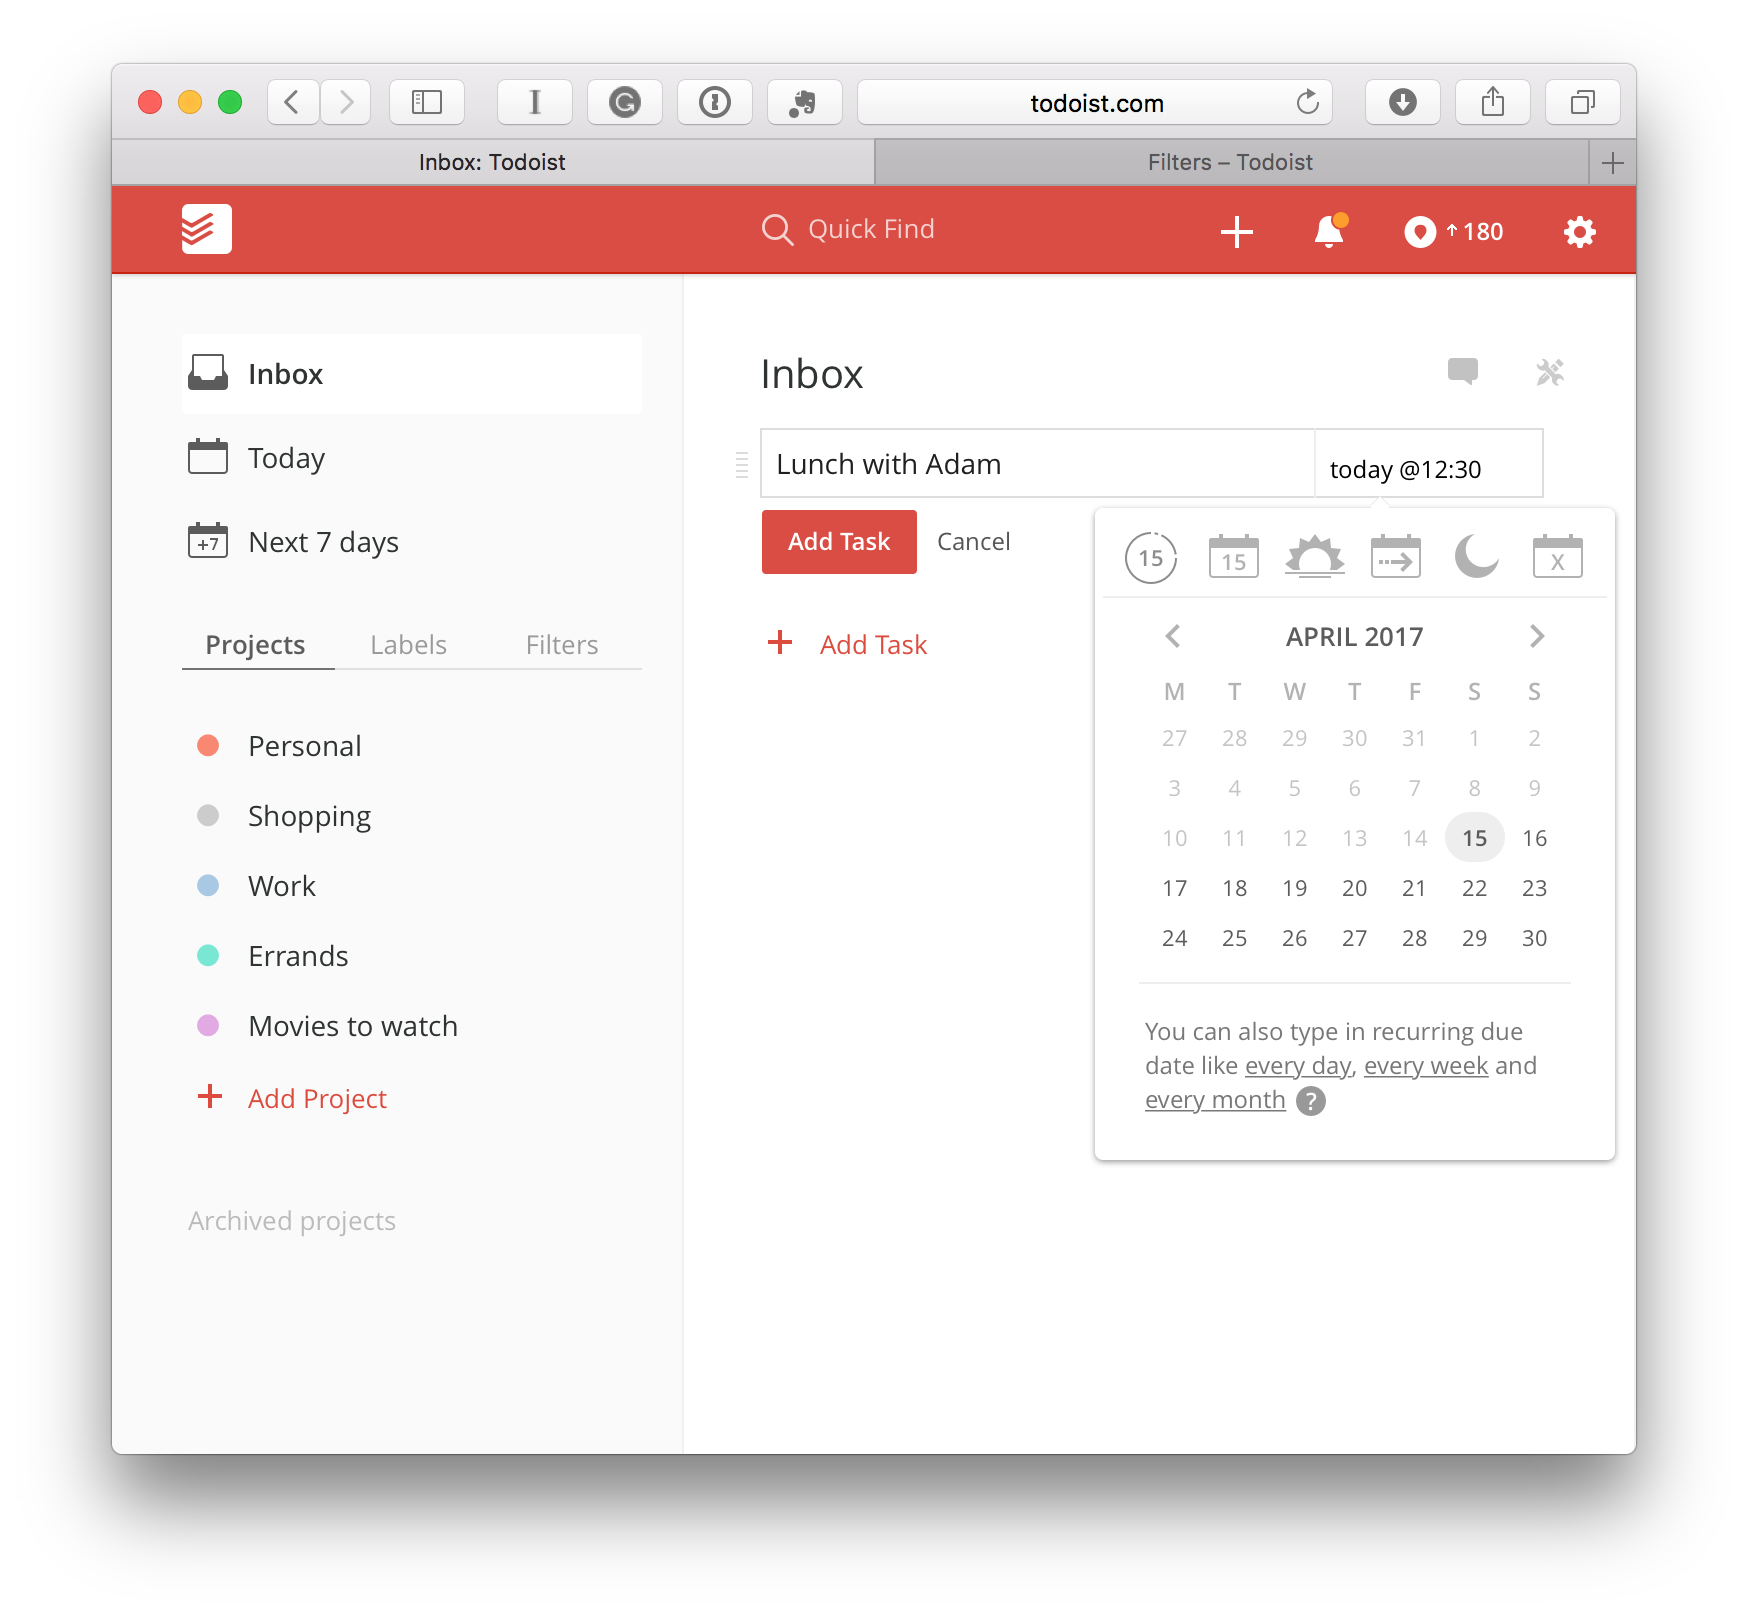 todoist.com
Inbox: Todoist
Filters – Todoist
Quick Find
180
Inbox
Today
+7
Next 7 days
Projects
Labels
Filters
Personal
Shopping
Work
Errands
Movies to watch
Add Project
Archived projects
Inbox
Lunch with Adam
today @12:30
Add Task
Cancel
Add Task
15
15
X
APRIL 2017
M T W T F S S
27 28 29 30 31 1 2
3 4 5 6 7 8 9
10 11 12 13 14 15 16
17 18 19 20 21 22 23
24 25 26 27 28 29 30
You can also type in recurring due
date like every day, every week and
every month ?